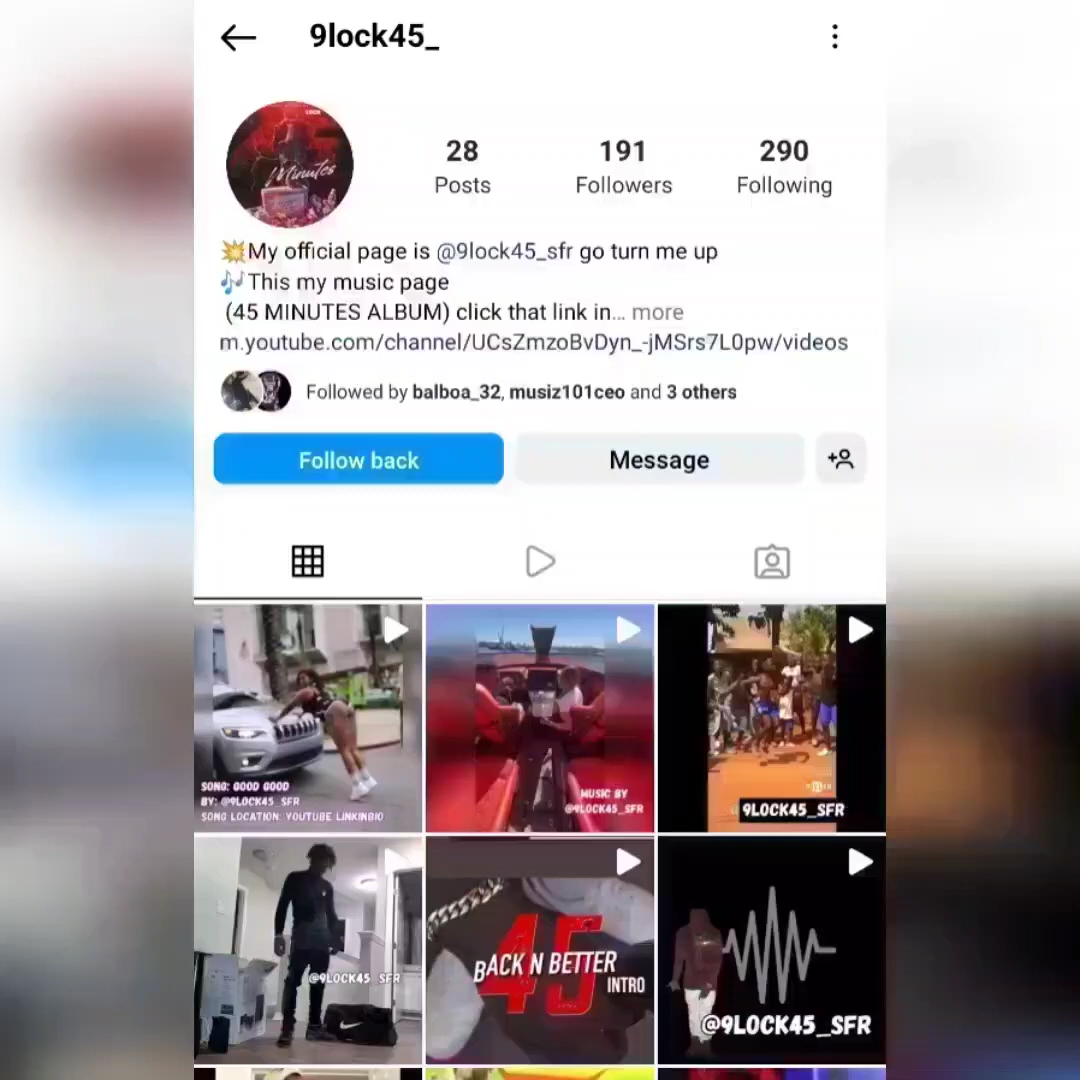 9lock45_
LOCK
Minutes
28
191
290
Posts
Followers
Following
💥My official page is @9lock45_sfr go turn me up
🎶This my music page
(45 MINUTES ALBUM) click that link in... more
m.youtube.com/channel/UCsZmzoBvDyn_-jMSrs7L0pw/videos
Followed by balboa_32, musiz101ceo and 3 others
Follow back
Message
SONG: GOOD GOOD
BY: @9LOCK45_SFR
SONG LOCATION: YOUTUBE LINKINBIO
MUSIC BY
@9LOCK45_SFR
9LOCK45_SFR
@9LOCK45_SFR
45
BACK N BETTER
INTRO
@9LOCK45_SFR